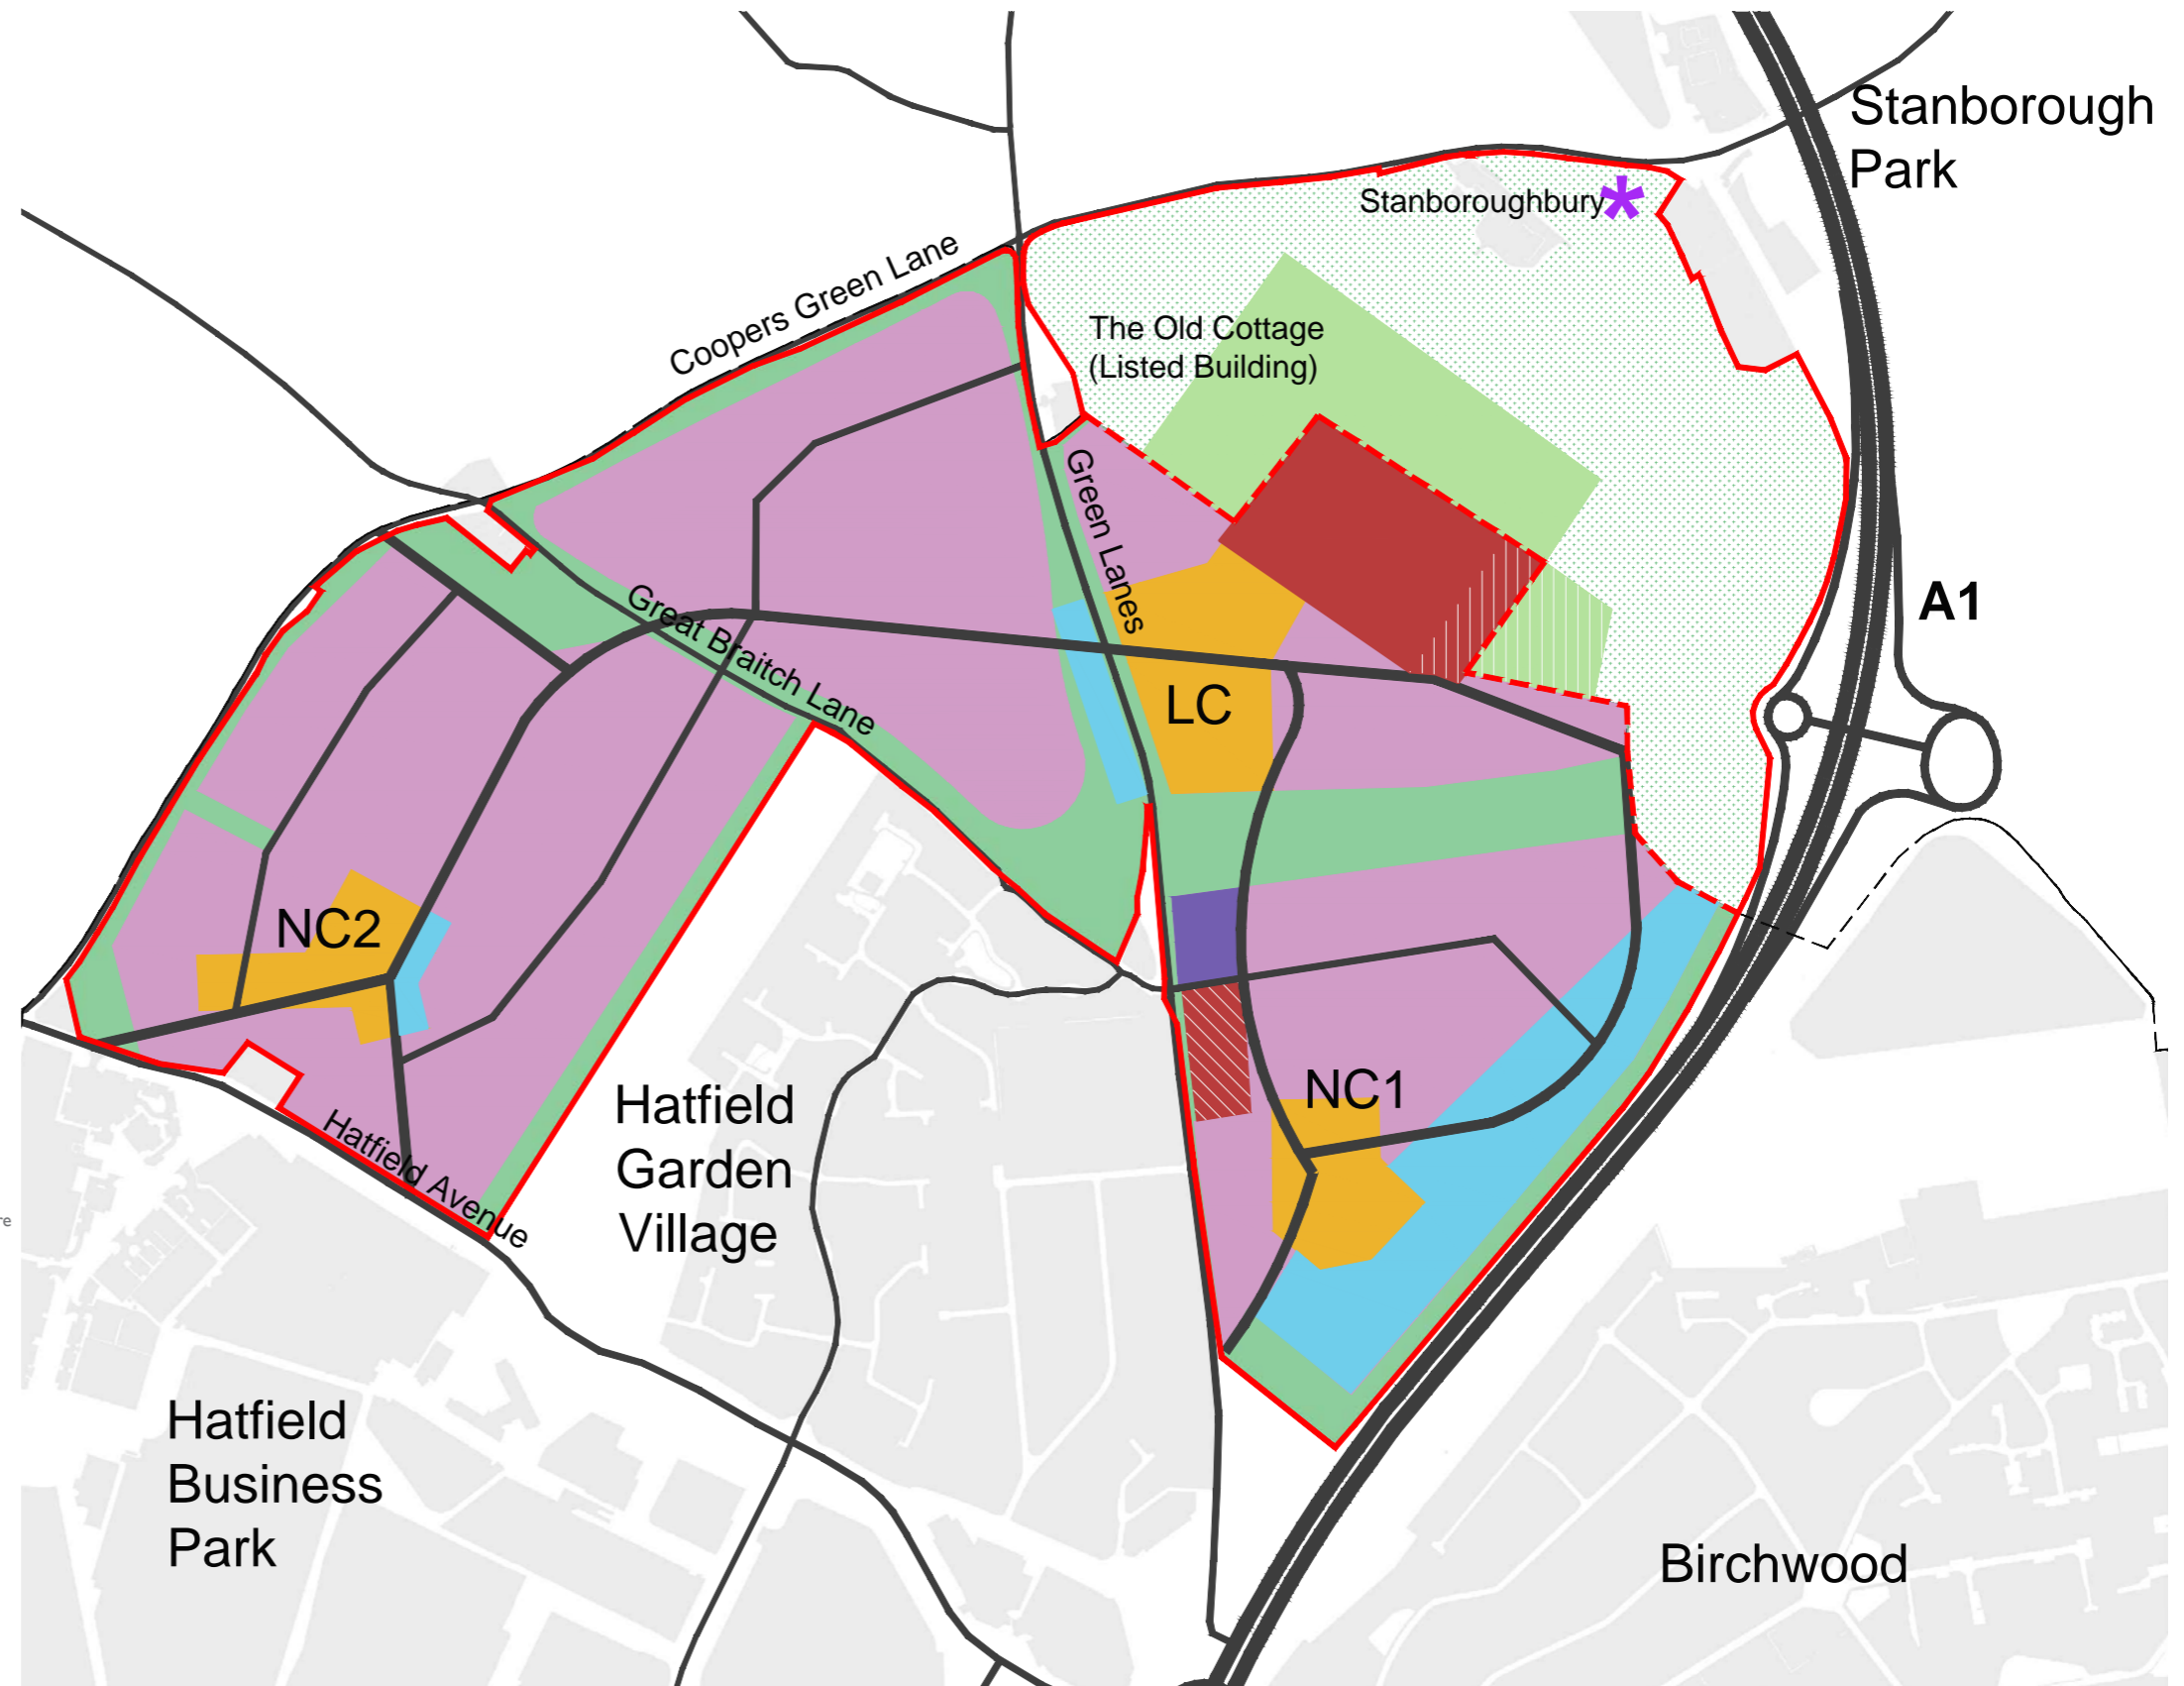 Stanborough
Park
Stanboroughbury
Coopers Green Lane
The Old Cottage
(Listed Building)
Green Lanes
A1
Great Braitch Lane
LC
NC2
NC1
Hatfield
Garden
Village
Hatfield Avenue
re
Hatfield
Business
Park
Birchwood